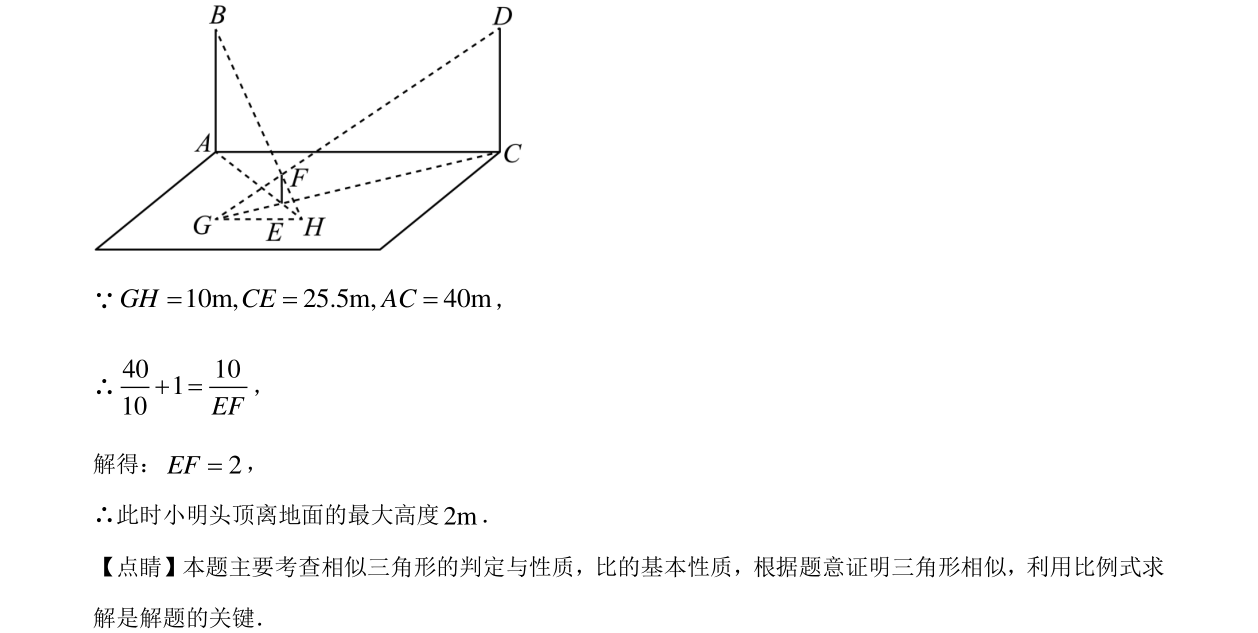 B
D
A
C
F
G
E
H
∵ GH = 10m, CE = 25.5m, AC = 40m，
∴ 40/10 + 1 = 10/EF，
解得：EF = 2，
∴此时小明头顶离地面的最大高度 2m．
【点睛】本题主要考查相似三角形的判定与性质，比的基本性质，根据题意证明三角形相似，利用比例式求
解是解题的关键．